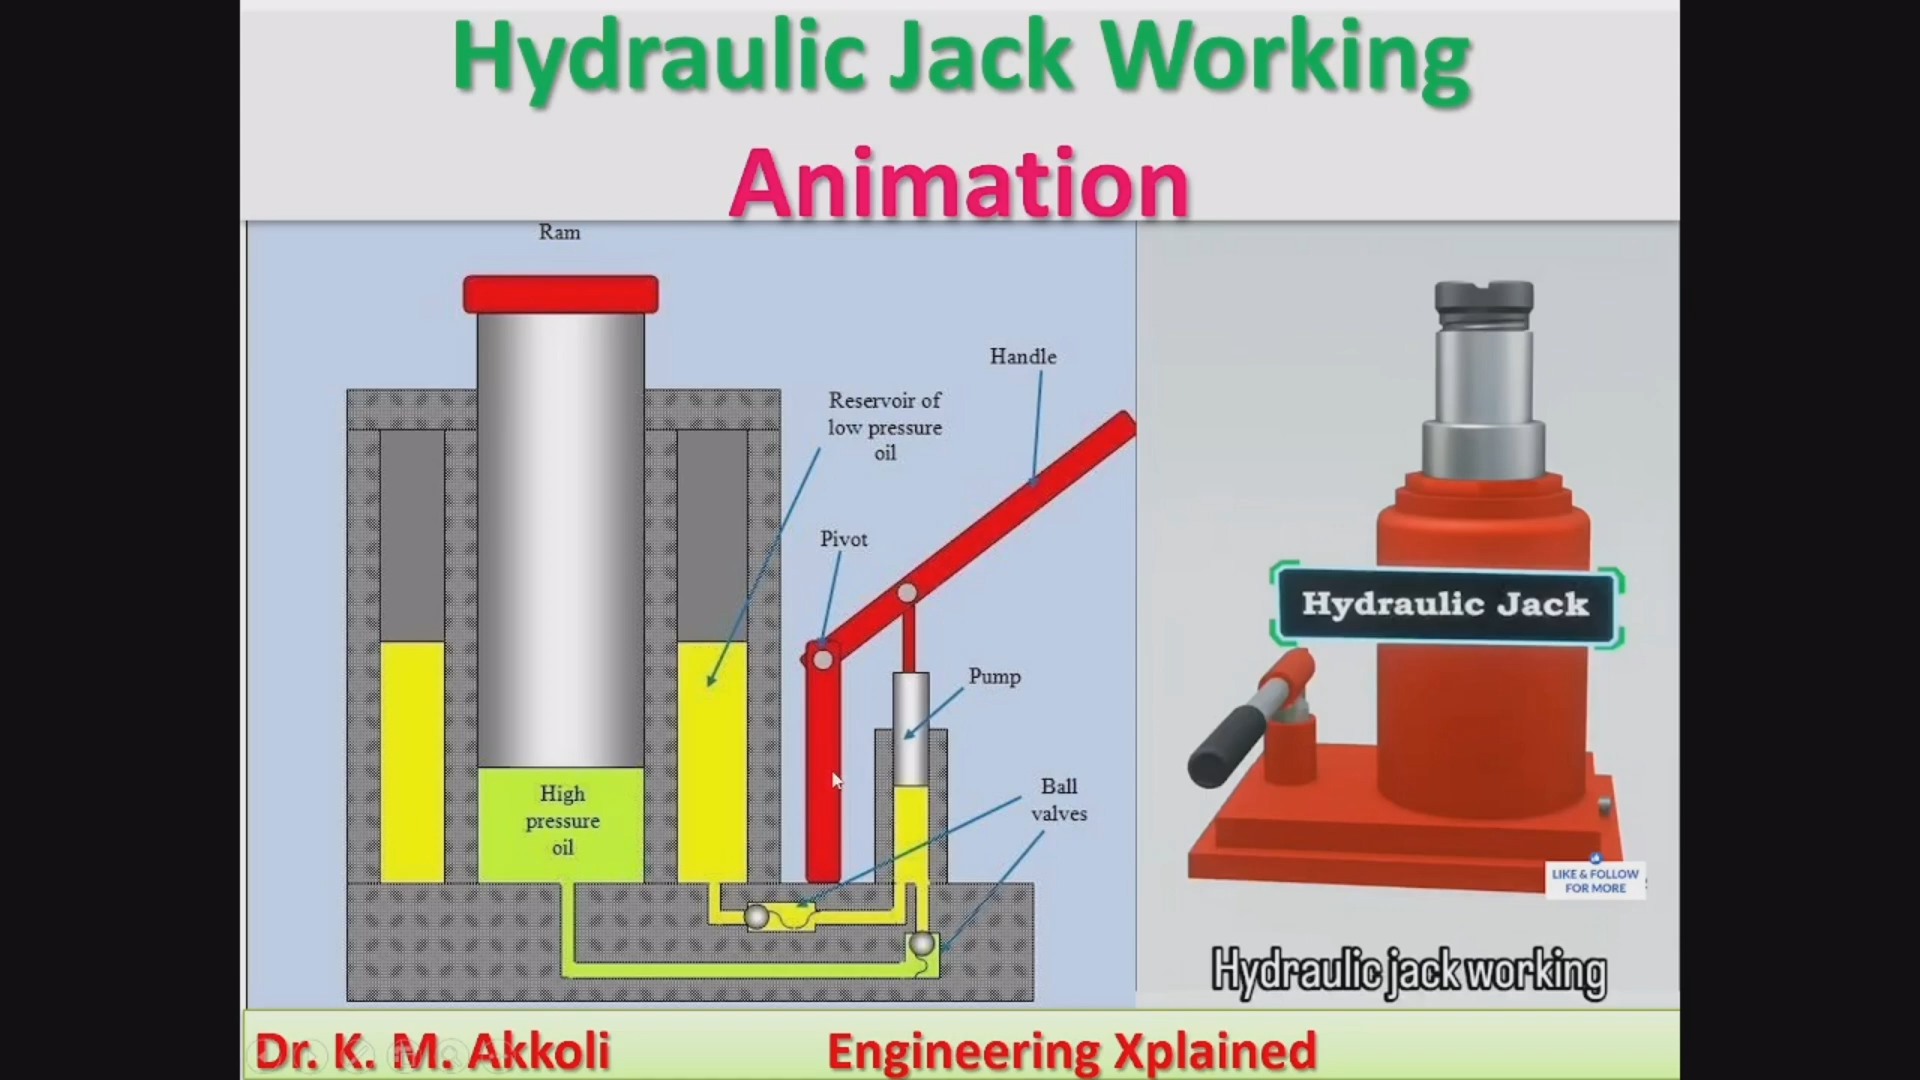 Hydraulic Jack Working
Animation
Ram
Handle
Reservoir of
low pressure
oil
Pivot
Pump
High
pressure
oil
Ball
valves
Hydraulic Jack
LIKE & FOLLOW
FOR MORE
Hydraulic jack working
Dr. K. M. Akkoli
Engineering Xplained